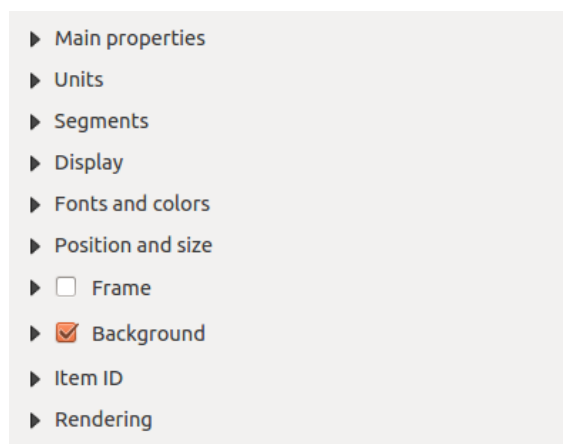 Main properties
Units
Segments
Display
Fonts and colors
Position and size
Frame
Background
Item ID
Rendering